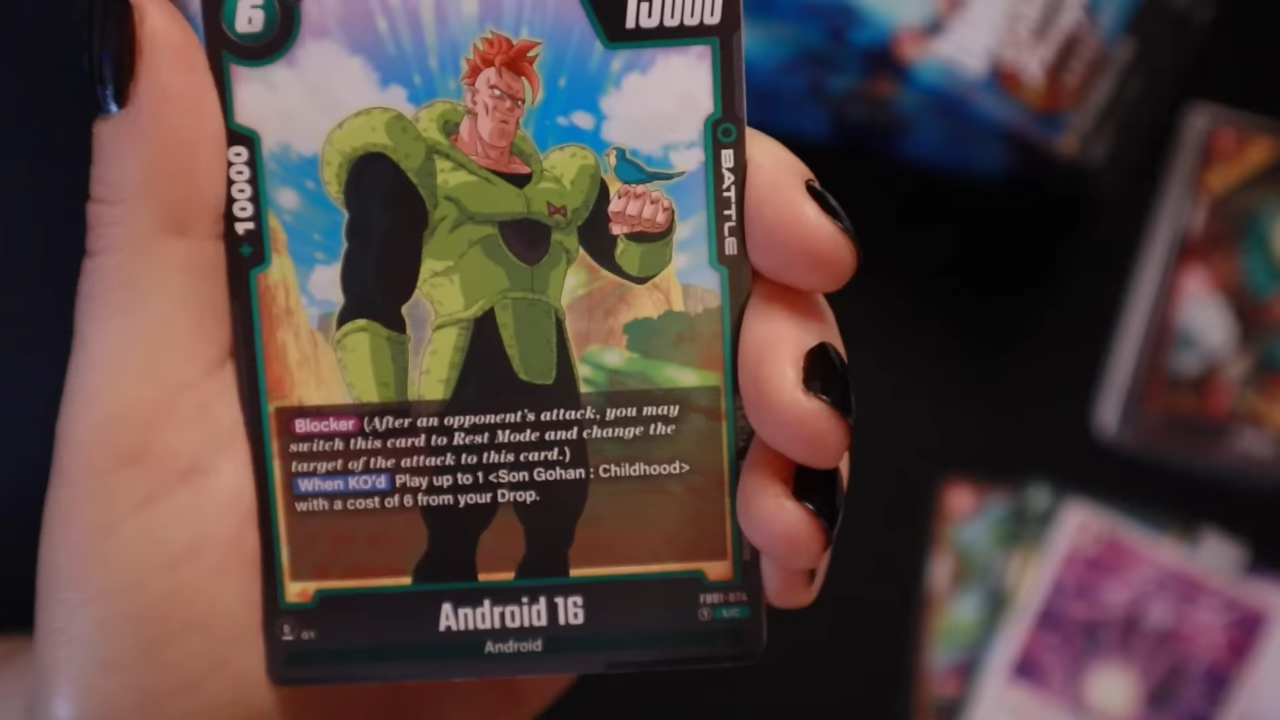 6
15000
+ 10000
BATTLE
Blocker (After an opponent's attack, you may
switch this card to Rest Mode and change the
target of the attack to this card.)
When KO'd Play up to 1 <Son Gohan : Childhood>
with a cost of 6 from your Drop.
Android 16
FB01-074
UC
Android